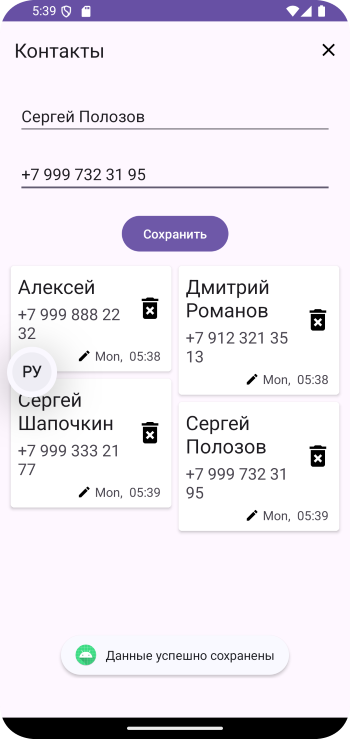 5:39
Контакты
Сергей Полозов
+7 999 732 31 95
Сохранить
Алексей
+7 999 888 22
32
Mon, 05:38
Дмитрий
Романов
+7 912 321 35
13
Mon, 05:38
РУ
Сергей
Шапочкин
+7 999 333 21
77
Mon, 05:39
Сергей
Полозов
+7 999 732 31
95
Mon, 05:39
Данные успешно сохранены